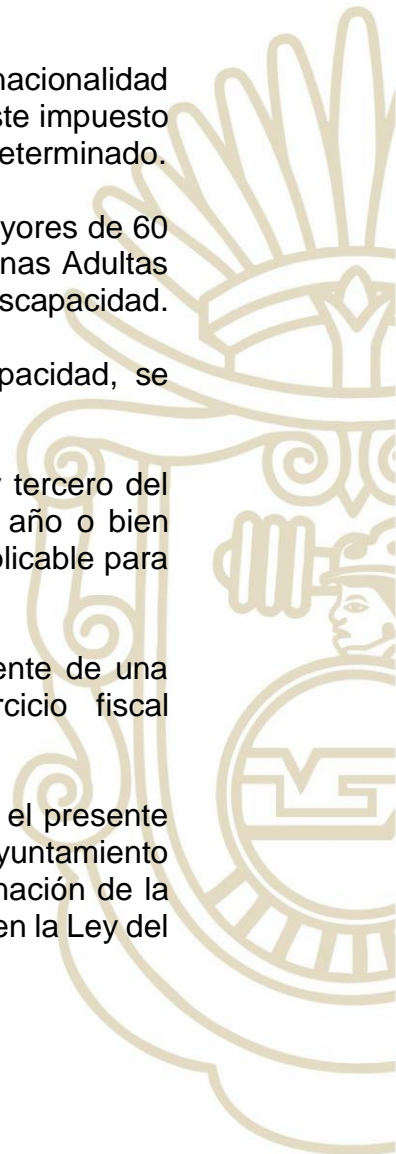 nacionalidad
ste impuesto
eterminado.
yores de 60
nas Adultas
scapacidad.
pacidad, se
tercero del
año o bien
plicable para
ente de una
rcicio fiscal
el presente
yuntamiento
nación de la
en la Ley del